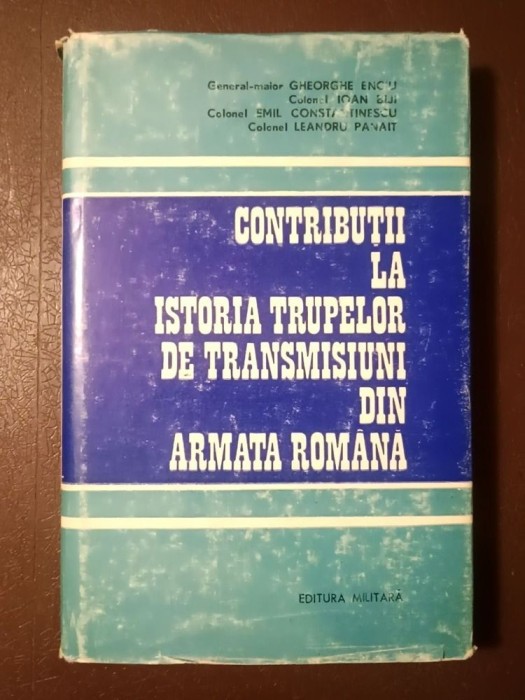 General-maior GHEORGHE ENCIU
Colonel IOAN
Colonel EMIL CONSTANTINESCU
Colonel LEANDRU PANAIT
CONTRIBUȚII
LA
ISTORIA TRUPELOR
DE TRANSMISIUNI
DIN
ARMATA ROMÂNĂ
EDITURA MILITARĂ